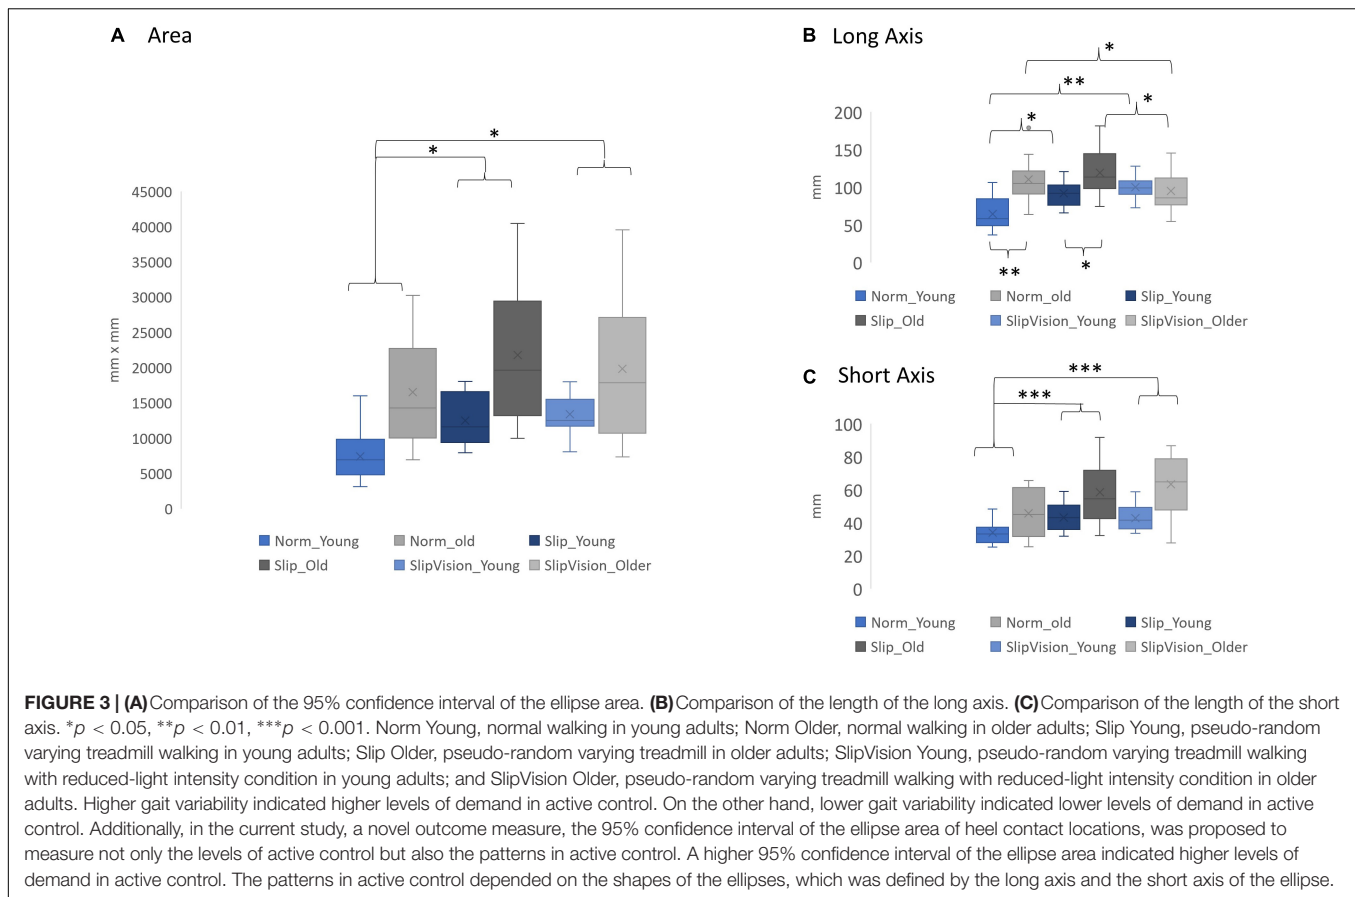 A Area
*
*
45000
40000
35000
30000
25000
20000
15000
10000
5000
0
mm x mm
Norm_Young Norm_old Slip_Young
Slip_Old SlipVision_Young SlipVision_Older
B Long Axis
*
**
*
*
200
150
100
50
0
mm
** *
Norm_Young Norm_old Slip_Young
Slip_Old SlipVision_Young SlipVision_Older
C Short Axis
***
***
100
80
60
40
20
0
mm
Norm_Young Norm_old Slip_Young
Slip_Old SlipVision_Young SlipVision_Older
FIGURE 3 | (A) Comparison of the 95% confidence interval of the ellipse area. (B) Comparison of the length of the long axis. (C) Comparison of the length of the short
axis. *p < 0.05, **p < 0.01, ***p < 0.001. Norm Young, normal walking in young adults; Norm Older, normal walking in older adults; Slip Young, pseudo-random
varying treadmill walking in young adults; Slip Older, pseudo-random varying treadmill in older adults; SlipVision Young, pseudo-random varying treadmill walking
with reduced-light intensity condition in young adults; and SlipVision Older, pseudo-random varying treadmill walking with reduced-light intensity condition in older
adults. Higher gait variability indicated higher levels of demand in active control. On the other hand, lower gait variability indicated lower levels of demand in active
control. Additionally, in the current study, a novel outcome measure, the 95% confidence interval of the ellipse area of heel contact locations, was proposed to
measure not only the levels of active control but also the patterns in active control. A higher 95% confidence interval of the ellipse area indicated higher levels of
demand in active control. The patterns in active control depended on the shapes of the ellipses, which was defined by the long axis and the short axis of the ellipse.